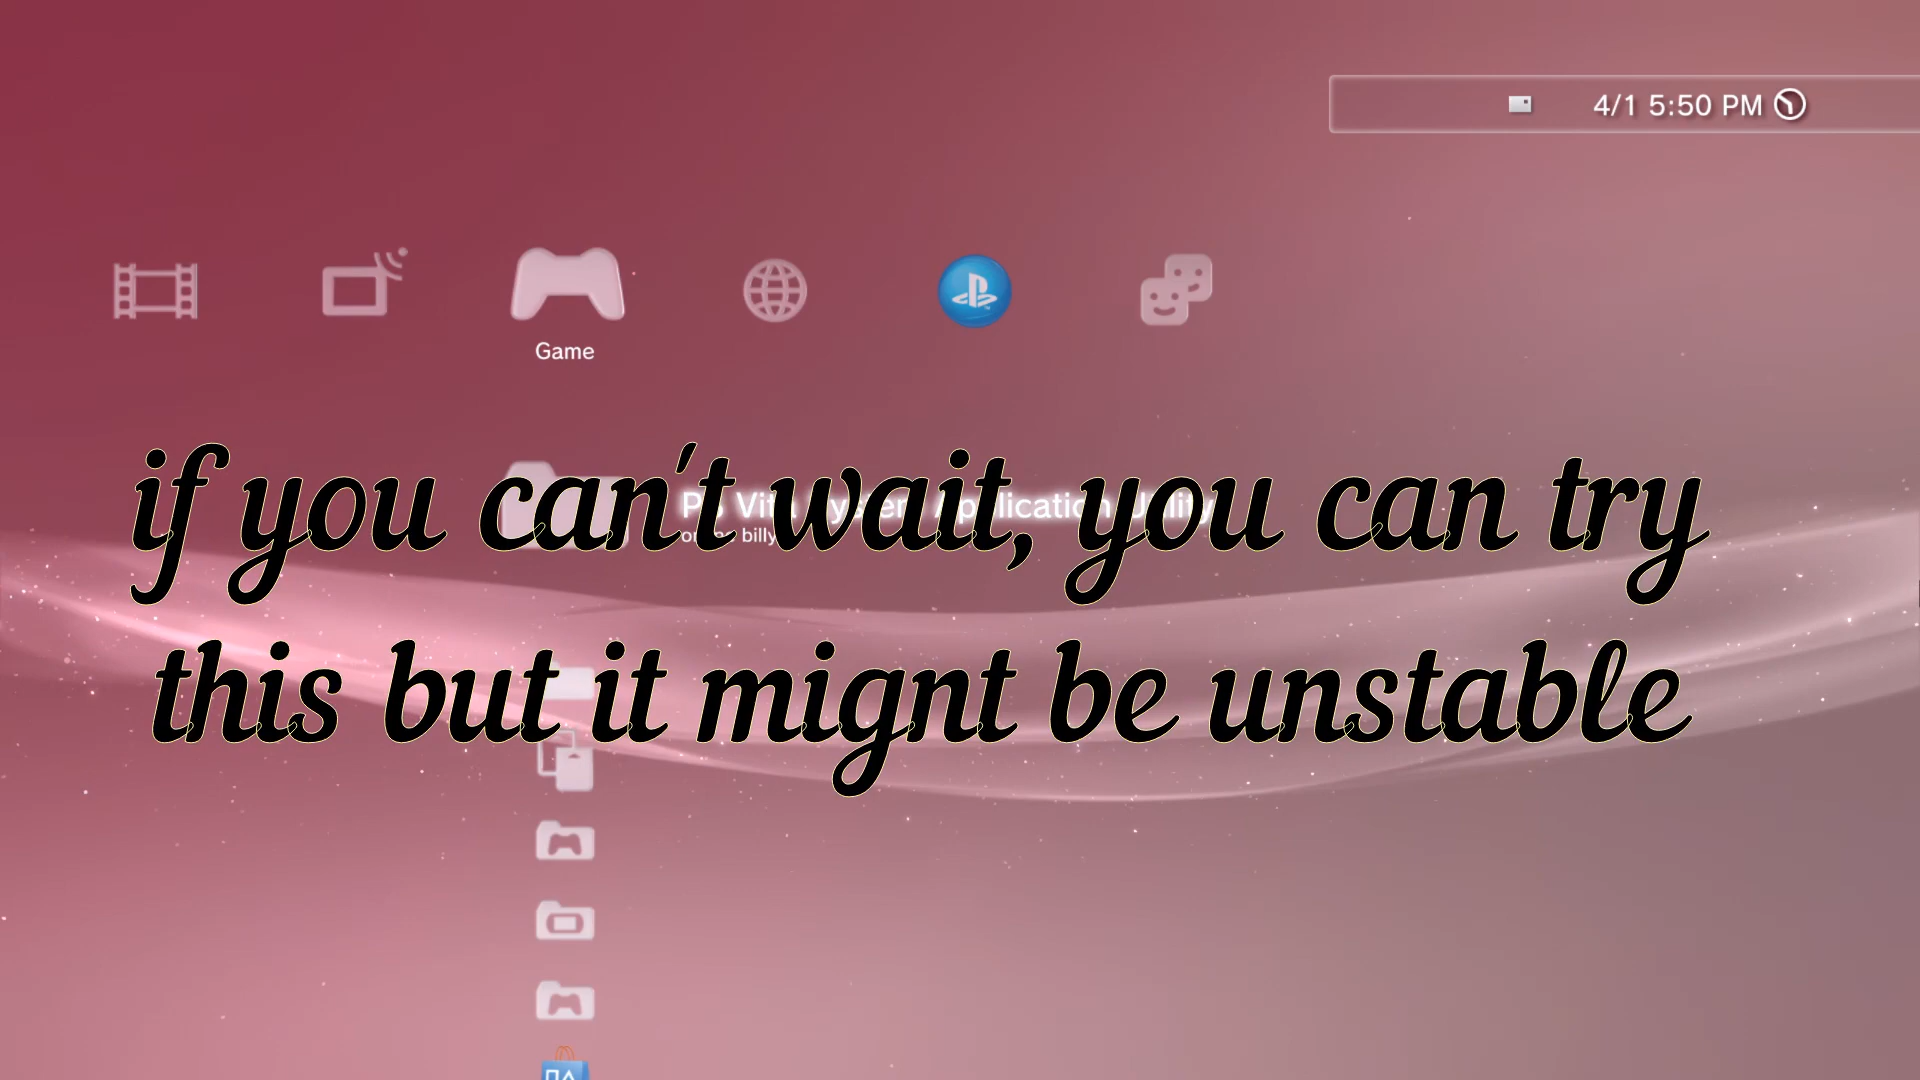 4/1 5:50 PM
Game
if you can't wait, you can try
this but it mignt be unstable